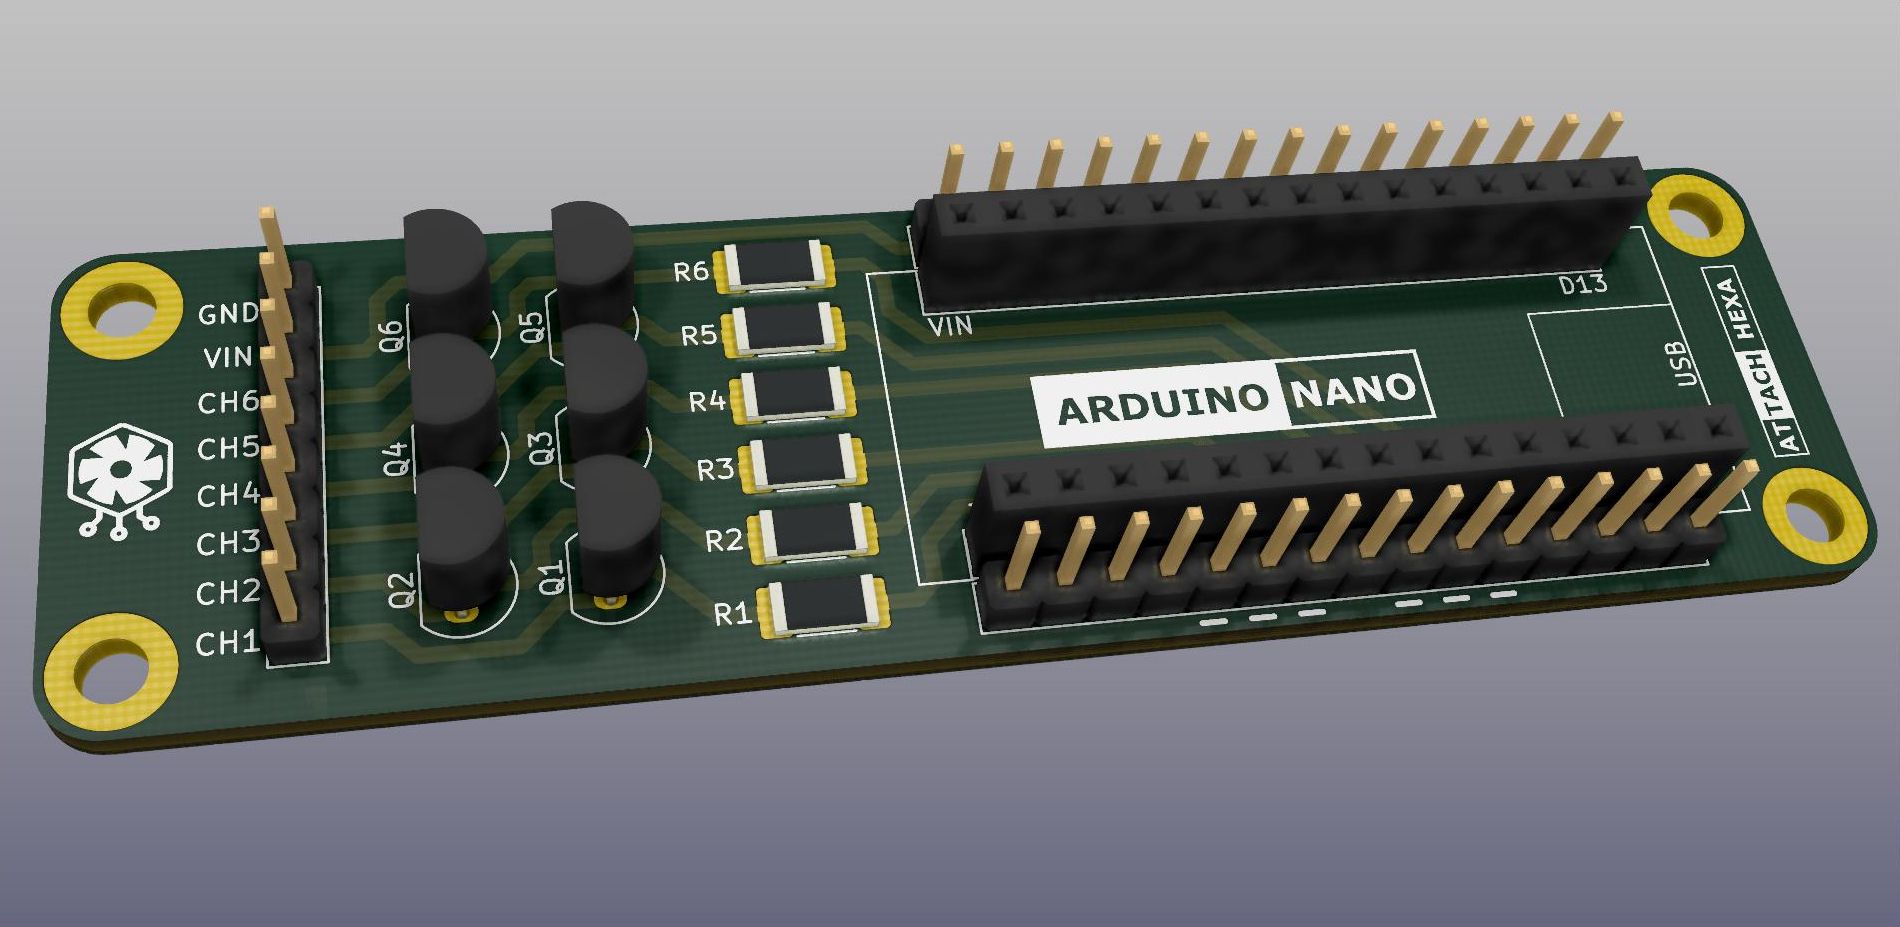 GND
VIN
CH6
CH5
CH4
CH3
CH2
CH1
Q6
Q5
Q4
Q3
Q2
Q1
R6
R5
R4
R3
R2
R1
VIN
D13
ARDUINO NANO
USB
ATTACH HEXA